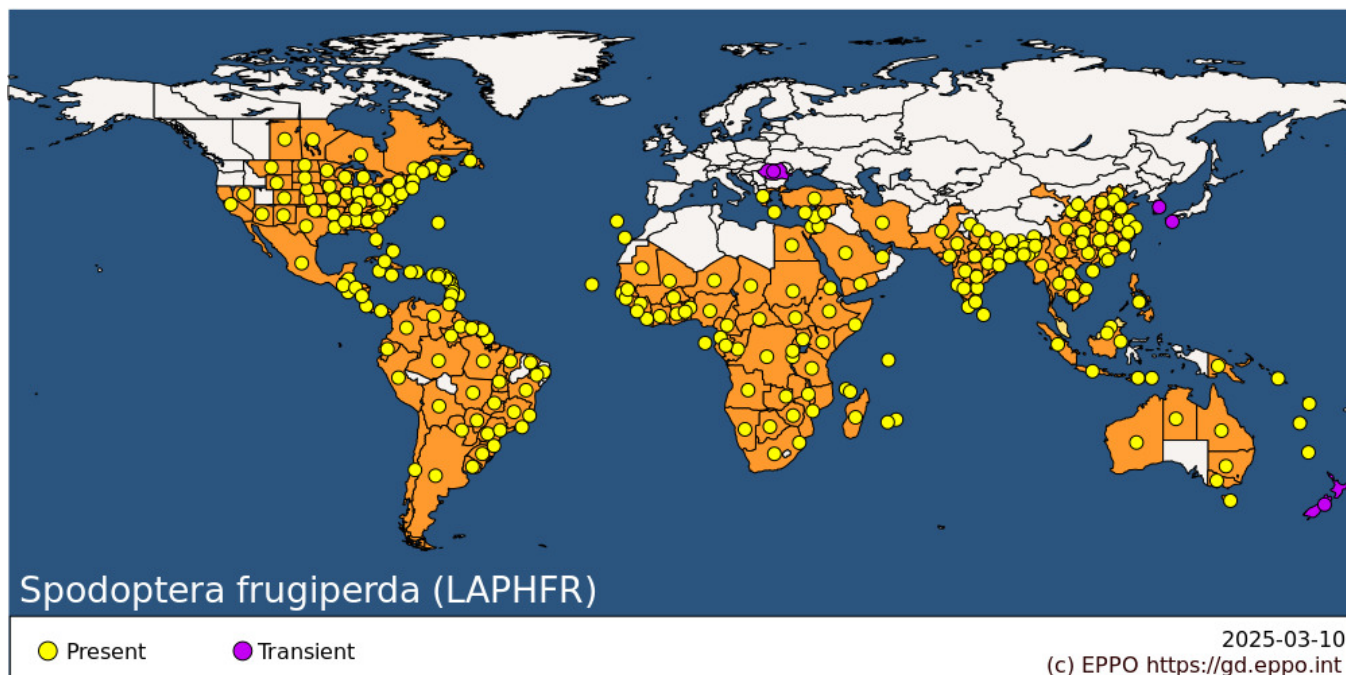 Spodoptera frugiperda (LAPHFR)
Present
Transient
2025-03-10
(c) EPPO https://gd.eppo.int